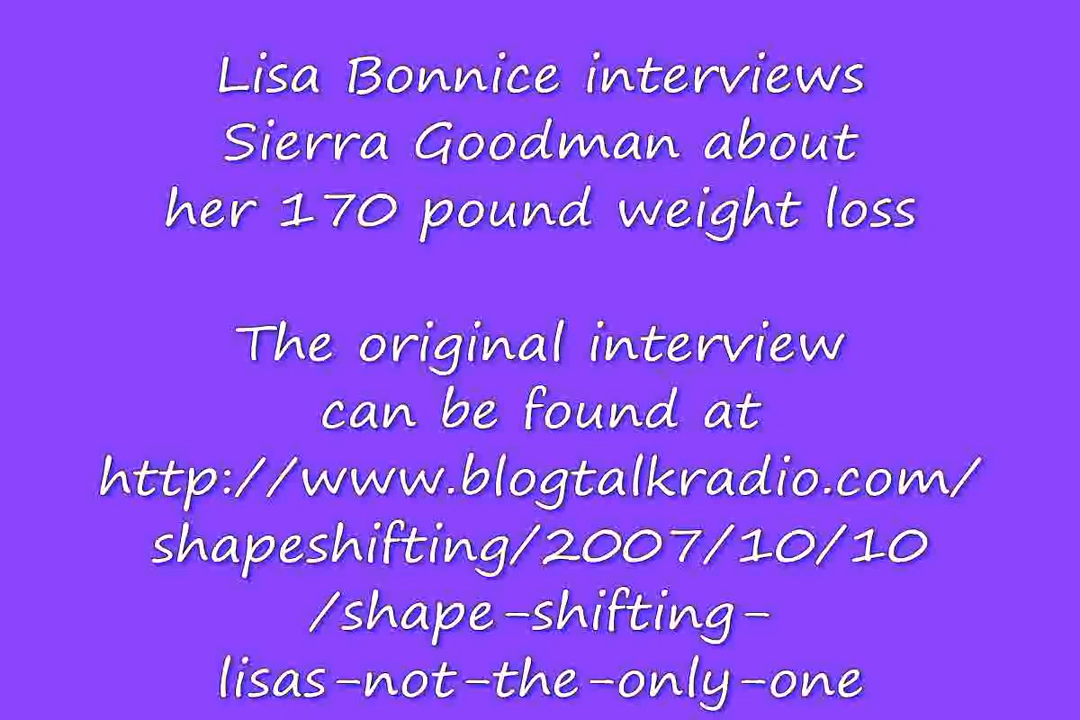 Lisa Bonnice interviews
Sierra Goodman about
her 170 pound weight loss
The original interview
can be found at
http://www.blogtalkradio.com/
shapeshifting/2007/10/10
/shape-shifting-
lisas-not-the-only-one